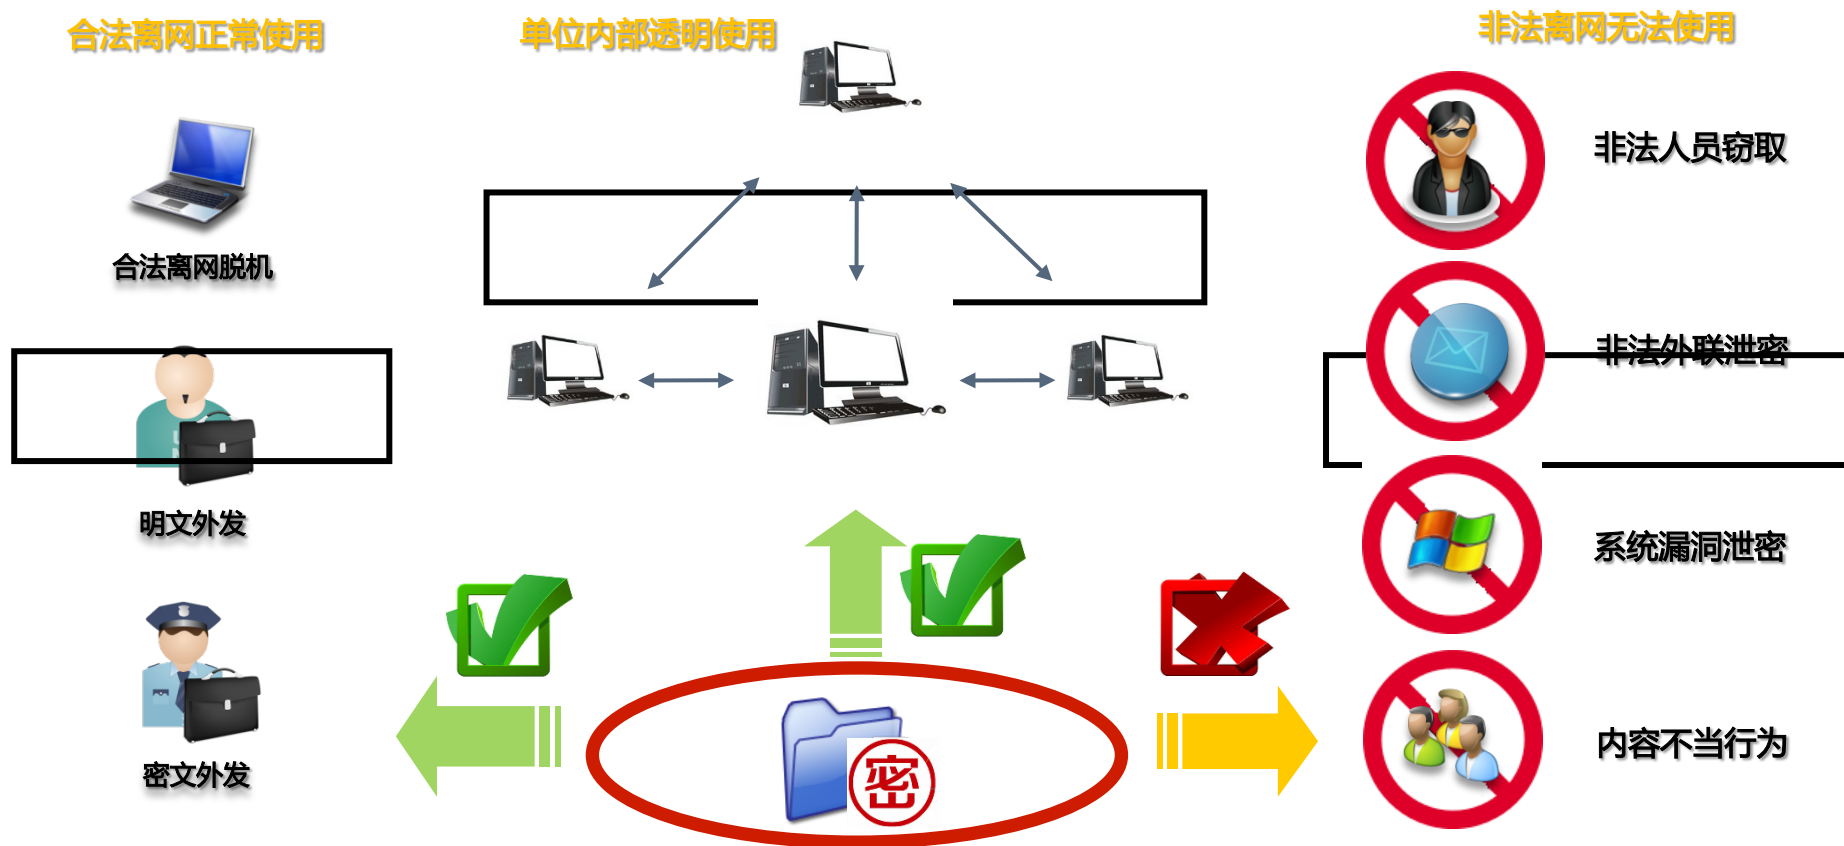 合法离网正常使用
单位内部透明使用
非法离网无法使用
合法离网脱机
明文外发
密文外发
密
非法人员窃取
非法外联泄密
系统漏洞泄密
内容不当行为